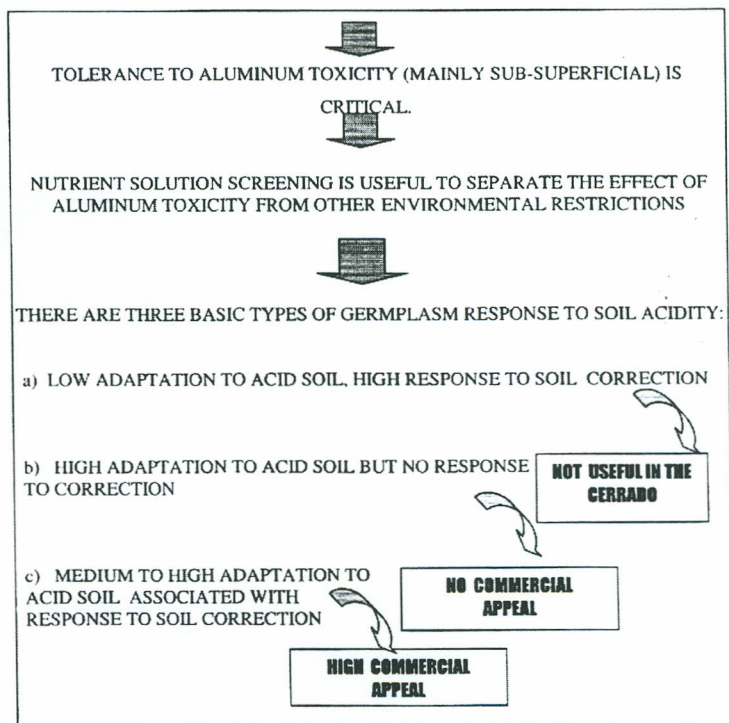 TOLERANCE TO ALUMINUM TOXICITY (MAINLY SUB-SUPERFICIAL) IS
CRITICAL.
NUTRIENT SOLUTION SCREENING IS USEFUL TO SEPARATE THE EFFECT OF
ALUMINUM TOXICITY FROM OTHER ENVIRONMENTAL RESTRICTIONS
THERE ARE THREE BASIC TYPES OF GERMPLASM RESPONSE TO SOIL ACIDITY:
a) LOW ADAPTATION TO ACID SOIL, HIGH RESPONSE TO SOIL CORRECTION
NOT USEFUL IN THE
CERRADO
b) HIGH ADAPTATION TO ACID SOIL BUT NO RESPONSE
TO CORRECTION
NO COMMERCIAL
APPEAL
c) MEDIUM TO HIGH ADAPTATION TO
ACID SOIL ASSOCIATED WITH
RESPONSE TO SOIL CORRECTION
HIGH COMMERCIAL
APPEAL